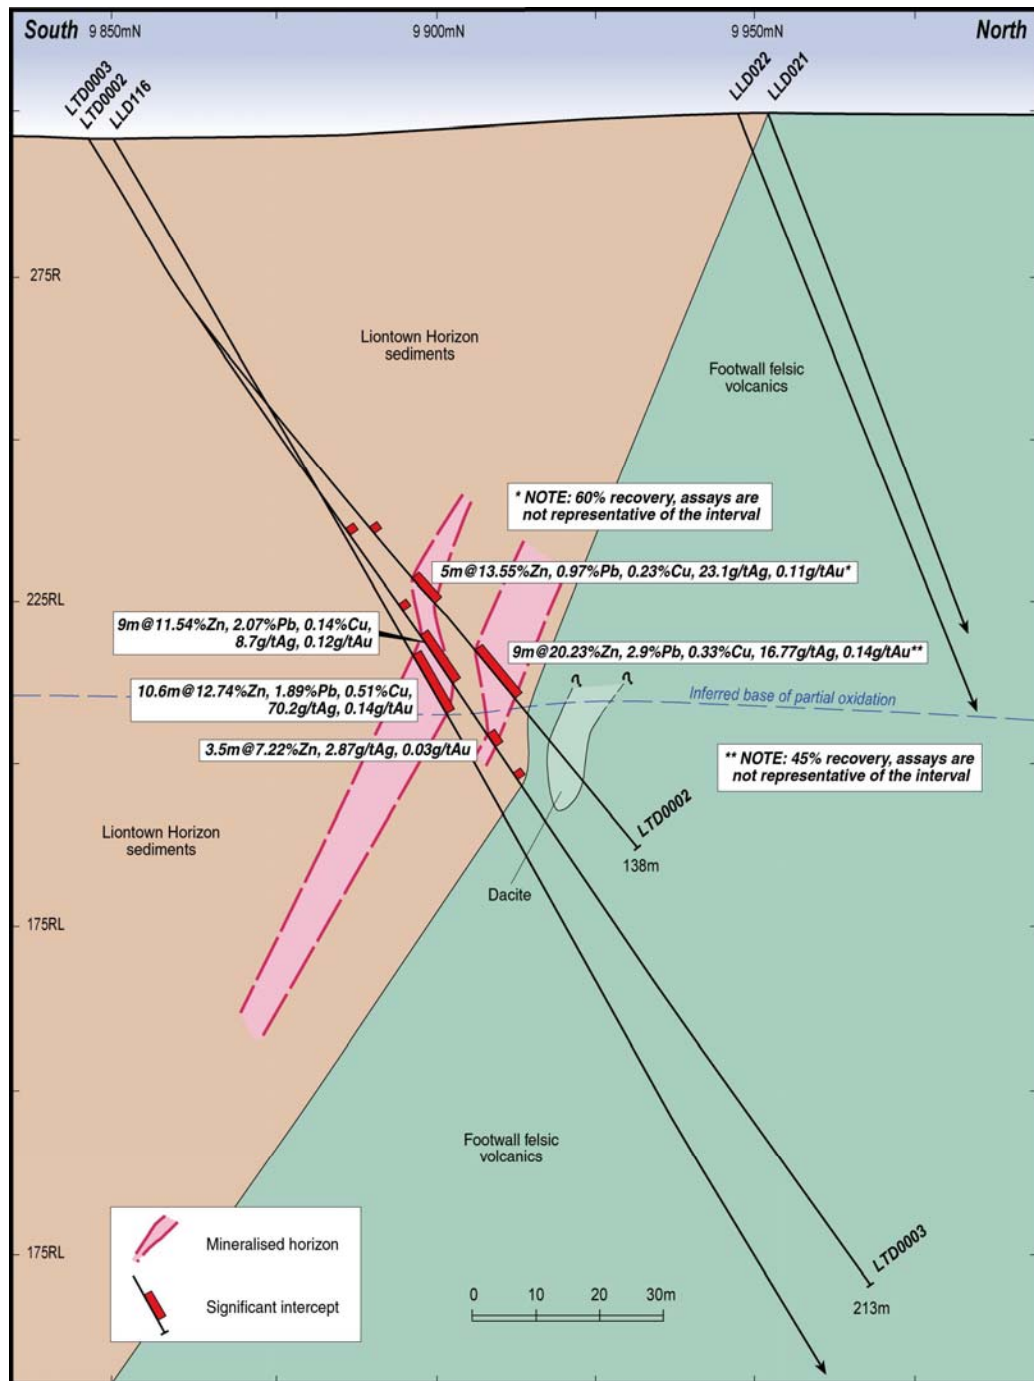 South
9 850mN
9 900mN
9 950mN
North
LTD0003
LTD0002
LLD116
LLD022
LLD021
275R
Liontown Horizon
sediments
Footwall felsic
volcanics
* NOTE: 60% recovery, assays are
not representative of the interval
5m@13.55%Zn, 0.97%Pb, 0.23%Cu, 23.1g/tAg, 0.11g/tAu*
225RL
9m@11.54%Zn, 2.07%Pb, 0.14%Cu,
8.7g/tAg, 0.12g/tAu
9m@20.23%Zn, 2.9%Pb, 0.33%Cu, 16.77g/tAg, 0.14g/tAu**
10.6m@12.74%Zn, 1.89%Pb, 0.51%Cu,
70.2g/tAg, 0.14g/tAu
Inferred base of partial oxidation
3.5m@7.22%Zn, 2.87g/tAg, 0.03g/tAu
** NOTE: 45% recovery, assays are
not representative of the interval
Liontown Horizon
sediments
LTD0002
138m
Dacite
175RL
Footwall felsic
volcanics
Mineralised horizon
Significant intercept
175RL
0 10 20 30m
LTD0003
213m